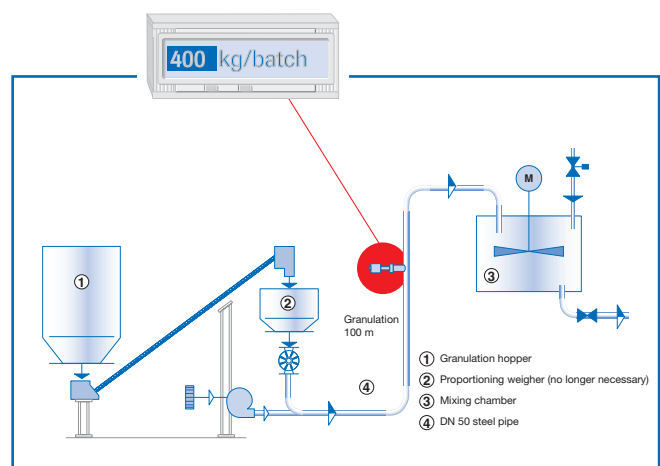 400 kg/batch
M
1
2
3
Granulation
100 m
4
1 Granulation hopper
2 Proportioning weigher (no longer necessary)
3 Mixing chamber
4 DN 50 steel pipe